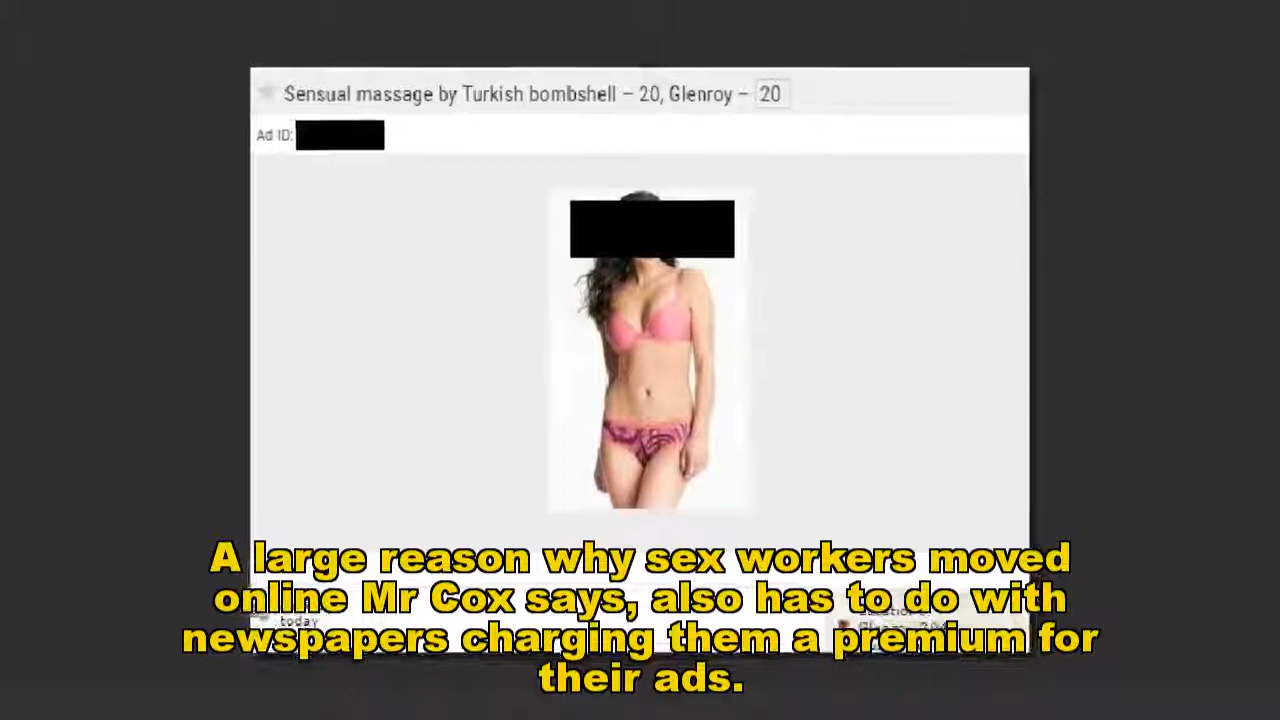 Sensual massage by Turkish bombshell – 20, Glenroy – 20
Ad ID:
A large reason why sex workers moved
online Mr Cox says, also has to do with
today
newspapers charging them a premium for
their ads.